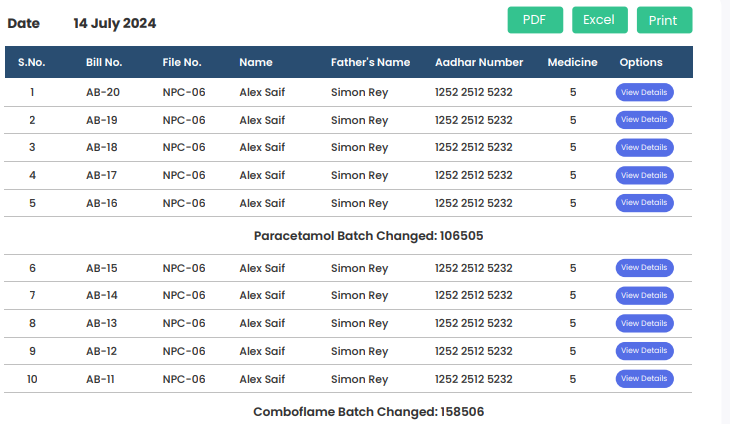 Date 14 July 2024 PDF Excel Print
S.No. Bill No. File No. Name Father's Name Aadhar Number Medicine Options
1 AB-20 NPC-06 Alex Saif Simon Rey 1252 2512 5232 5 View Details
2 AB-19 NPC-06 Alex Saif Simon Rey 1252 2512 5232 5 View Details
3 AB-18 NPC-06 Alex Saif Simon Rey 1252 2512 5232 5 View Details
4 AB-17 NPC-06 Alex Saif Simon Rey 1252 2512 5232 5 View Details
5 AB-16 NPC-06 Alex Saif Simon Rey 1252 2512 5232 5 View Details
Paracetamol Batch Changed: 106505
6 AB-15 NPC-06 Alex Saif Simon Rey 1252 2512 5232 5 View Details
7 AB-14 NPC-06 Alex Saif Simon Rey 1252 2512 5232 5 View Details
8 AB-13 NPC-06 Alex Saif Simon Rey 1252 2512 5232 5 View Details
9 AB-12 NPC-06 Alex Saif Simon Rey 1252 2512 5232 5 View Details
10 AB-11 NPC-06 Alex Saif Simon Rey 1252 2512 5232 5 View Details
Comboflame Batch Changed: 158506